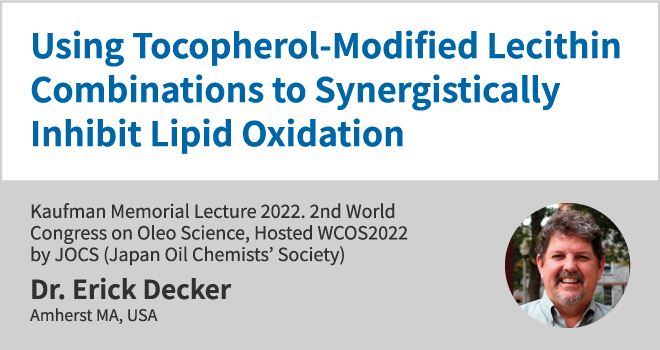 Using Tocopherol-Modified Lecithin
Combinations to Synergistically
Inhibit Lipid Oxidation
Kaufman Memorial Lecture 2022. 2nd World
Congress on Oleo Science, Hosted WCOS2022
by JOCS (Japan Oil Chemists’ Society)
Dr. Erick Decker
Amherst MA, USA